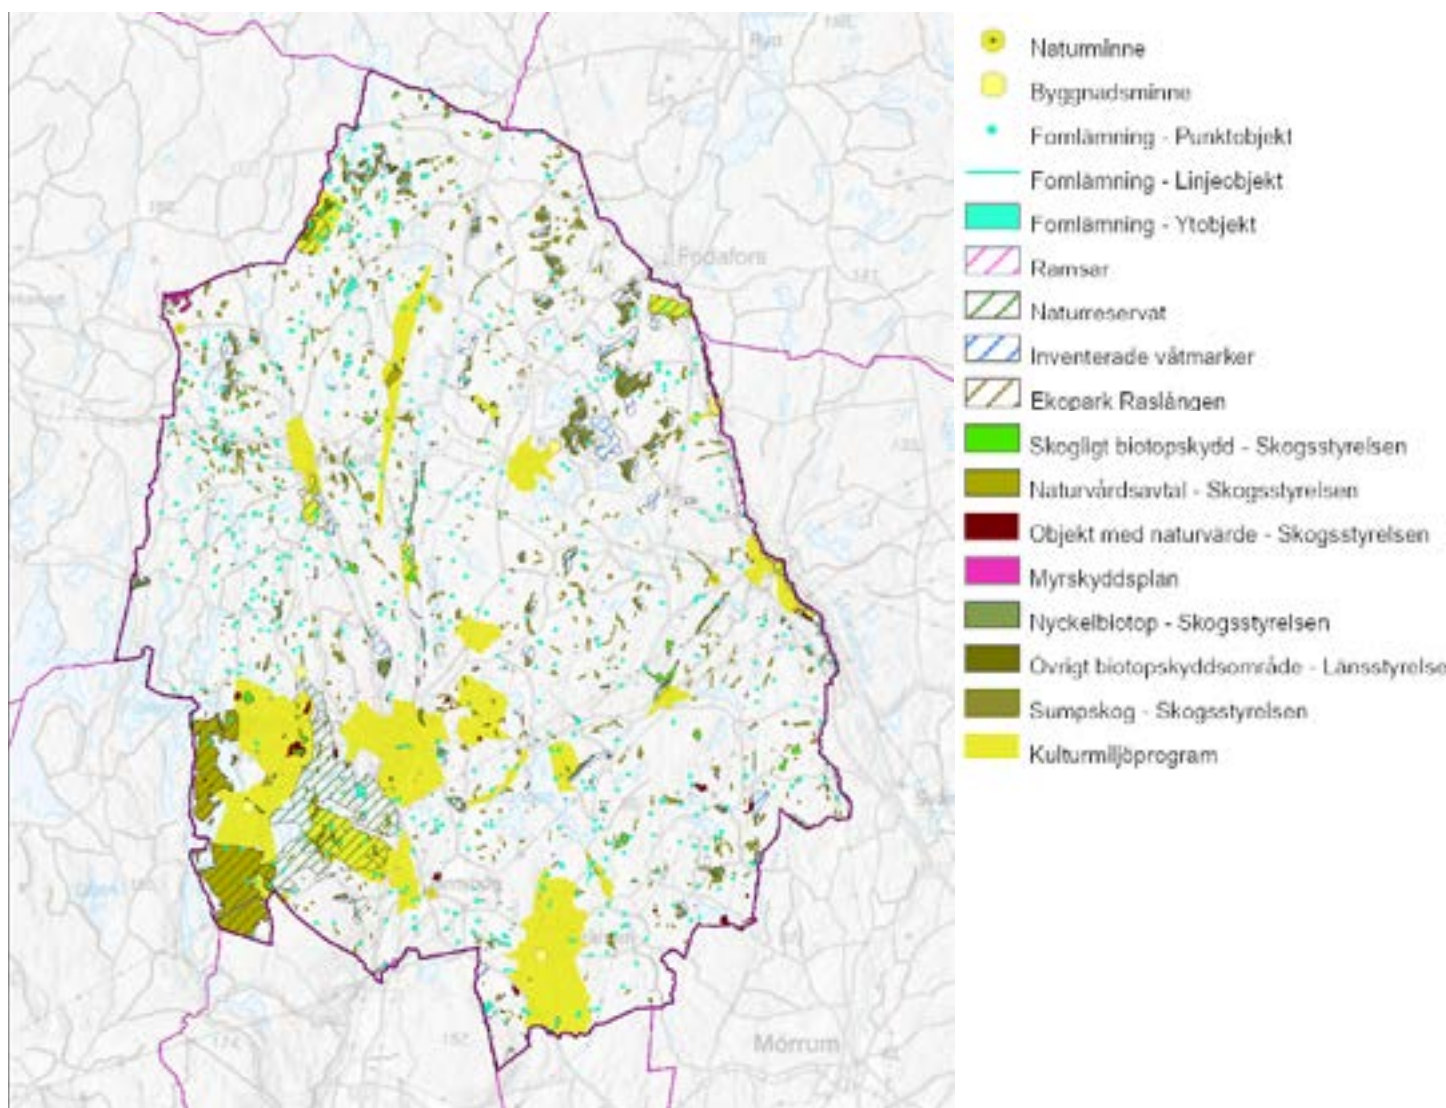 Ryd
Fodafors
Mörrum
Naturminne
Byggnadsminne
Fornlämning - Punktobjekt
Fornlämning - Linjeobjekt
Fornlämning - Ytobjekt
Ramsar
Naturreservat
Inventerade våtmarker
Ekopark Raslången
Skogligt biotopskydd - Skogsstyrelsen
Naturvårdsavtal - Skogsstyrelsen
Objekt med naturvärde - Skogsstyrelsen
Myrskyddsplan
Nyckelbiotop - Skogsstyrelsen
Övrigt biotopskyddsområde - Länsstyrelse
Sumpskog - Skogsstyrelsen
Kulturmiljöprogram